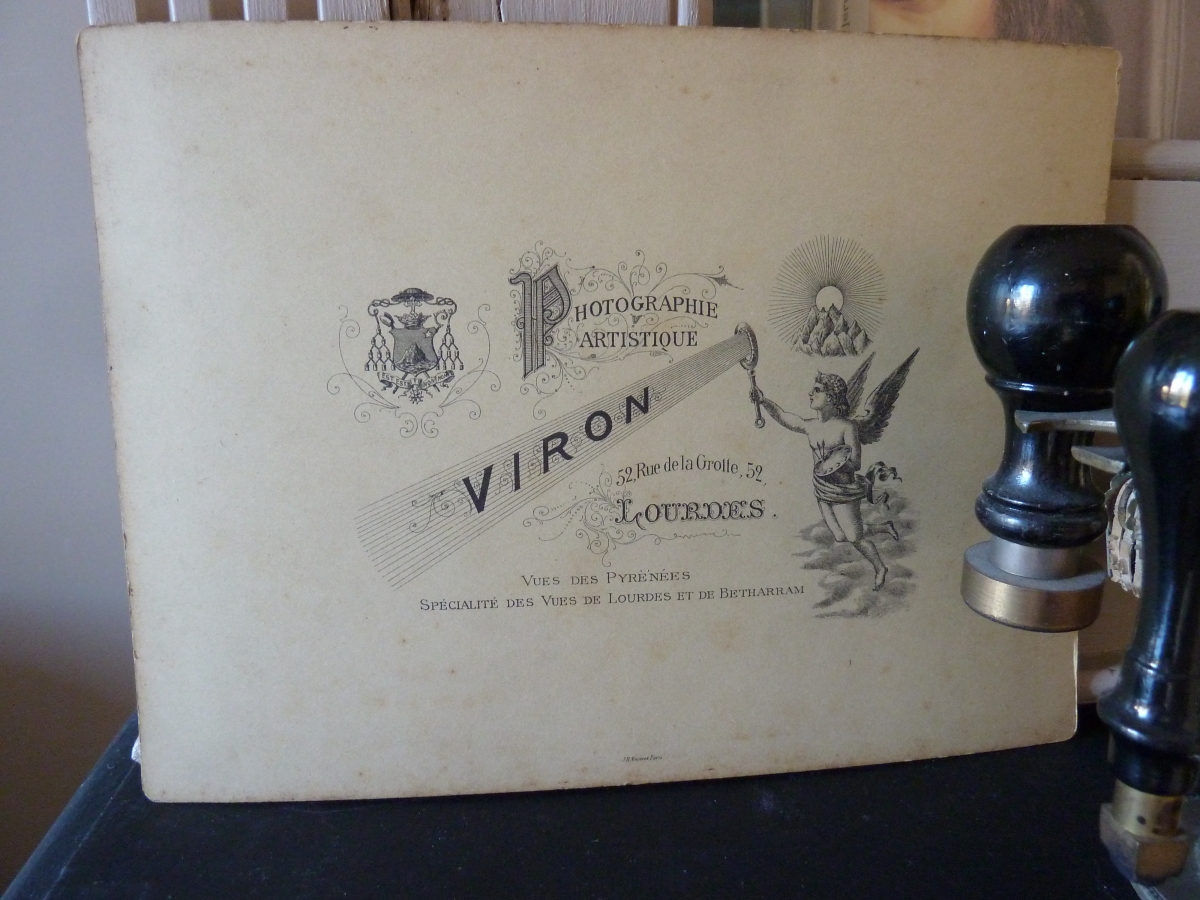 PHOTOGRAPHIE
ARTISTIQUE
VIRON
52, Rue de la Grotte, 52,
LOURDES.
VUES DES PYRÉNÉES
SPÉCIALITÉ DES VUES DE LOURDES ET DE BETHARRAM